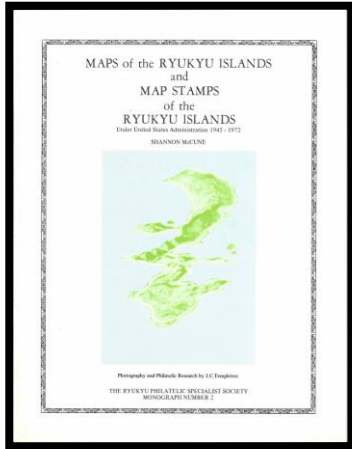 MAPS of the RYUKYU ISLANDS
and
MAP STAMPS
of the
RYUKYU ISLANDS
Under United States Administration 1945 - 1972
SHANNON McCUNE
Photography and Philatelic Research by J.C.Templeton
THE RYUKYU PHILATELIC SPECIALIST SOCIETY
MONOGRAPH NUMBER 2